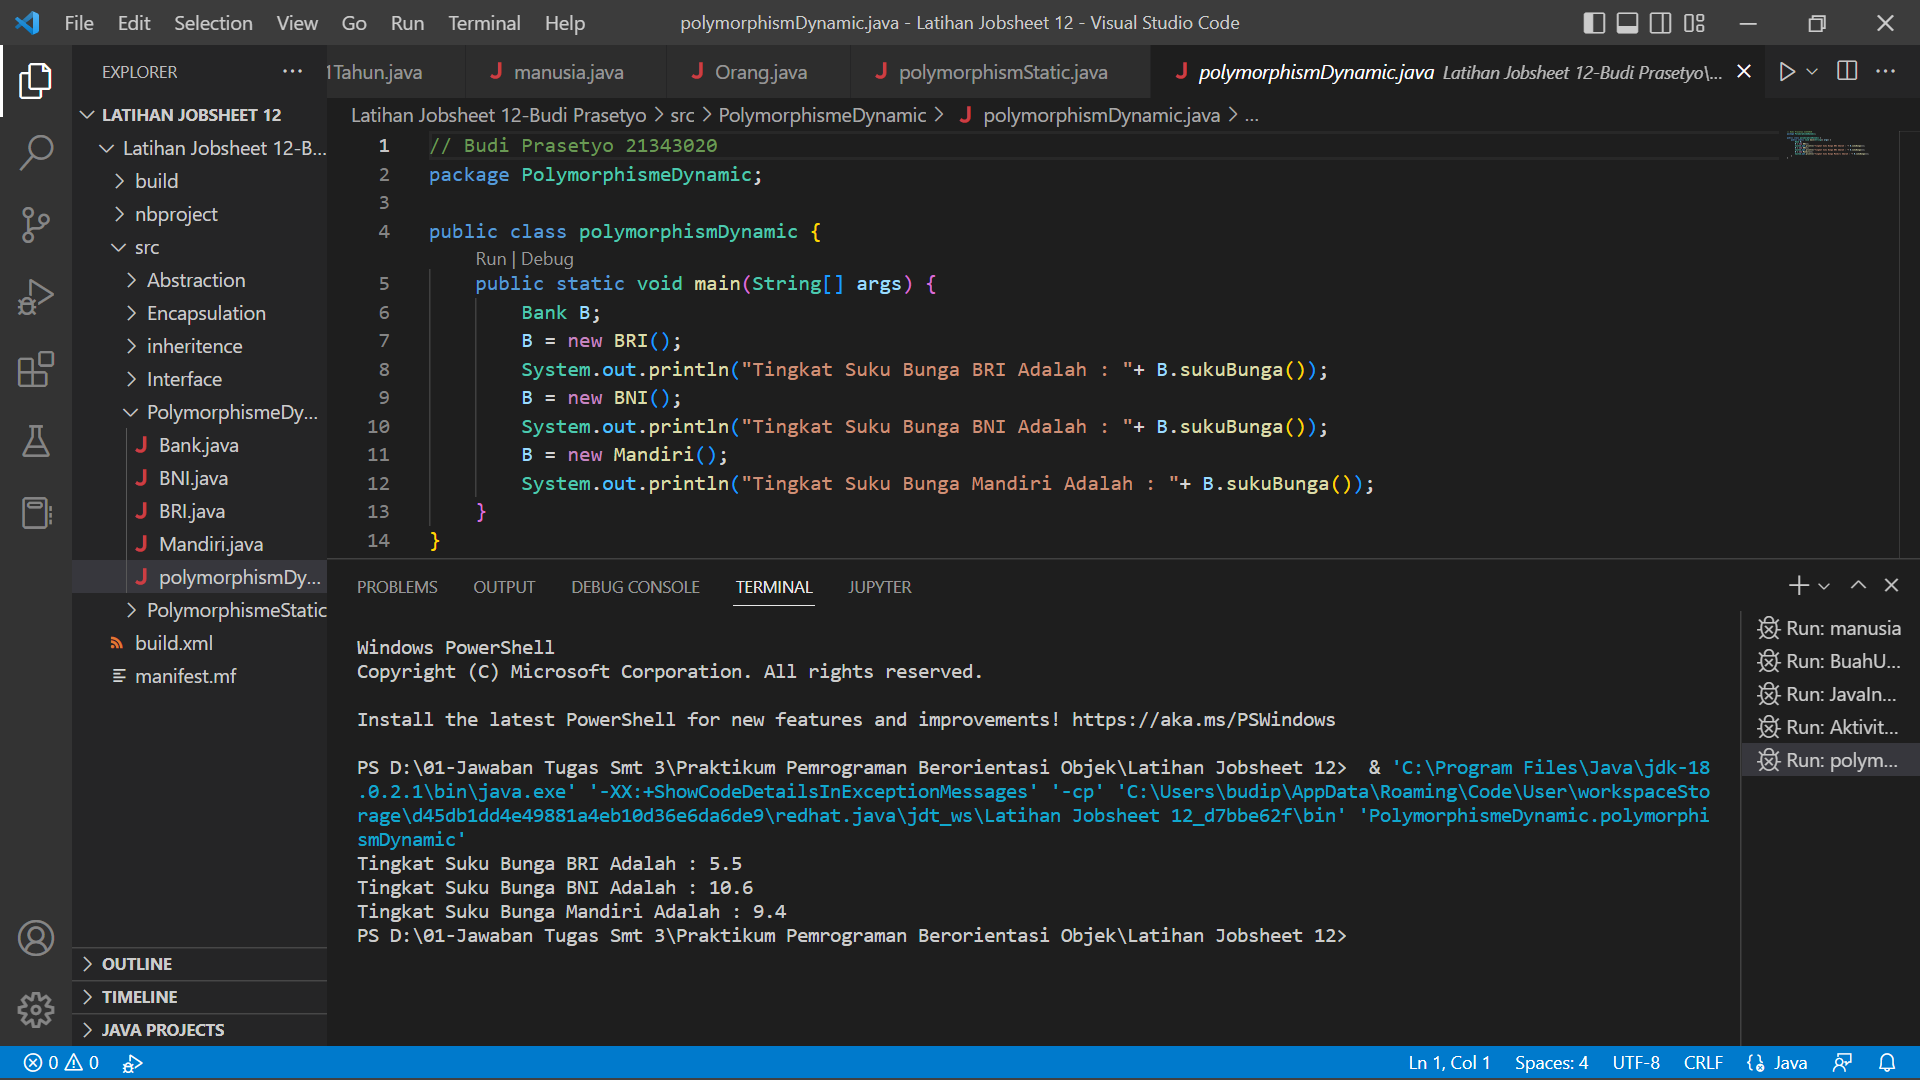 File Edit Selection View Go Run Terminal Help
polymorphismDynamic.java - Latihan Jobsheet 12 - Visual Studio Code
EXPLORER
1Tahun.java manusia.java Orang.java polymorphismStatic.java polymorphismDynamic.java Latihan Jobsheet 12-Budi Prasetyo\...
LATIHAN JOBSHEET 12
Latihan Jobsheet 12-B...
build
nbproject
src
Abstraction
Encapsulation
inheritence
Interface
PolymorphismeDy...
Bank.java
BNI.java
BRI.java
Mandiri.java
polymorphismDy...
PolymorphismeStatic
build.xml
manifest.mf
OUTLINE
TIMELINE
JAVA PROJECTS
Latihan Jobsheet 12-Budi Prasetyo > src > PolymorphismeDynamic > polymorphismDynamic.java > ...
1 // Budi Prasetyo 21343020
2 package PolymorphismeDynamic;
3
4 public class polymorphismDynamic {
Run | Debug
5 public static void main(String[] args) {
6 Bank B;
7 B = new BRI();
8 System.out.println("Tingkat Suku Bunga BRI Adalah : "+ B.sukuBunga());
9 B = new BNI();
10 System.out.println("Tingkat Suku Bunga BNI Adalah : "+ B.sukuBunga());
11 B = new Mandiri();
12 System.out.println("Tingkat Suku Bunga Mandiri Adalah : "+ B.sukuBunga());
13 }
14 }
PROBLEMS OUTPUT DEBUG CONSOLE TERMINAL JUPYTER
Windows PowerShell
Copyright (C) Microsoft Corporation. All rights reserved.
Install the latest PowerShell for new features and improvements! https://aka.ms/PSWindows
PS D:\01-Jawaban Tugas Smt 3\Praktikum Pemrograman Berorientasi Objek\Latihan Jobsheet 12>  & 'C:\Program Files\Java\jdk-18
.0.2.1\bin\java.exe' '-XX:+ShowCodeDetailsInExceptionMessages' '-cp' 'C:\Users\budip\AppData\Roaming\Code\User\workspaceSto
rage\d45db1dd4e49881a4eb10d36e6da6de9\redhat.java\jdt_ws\Latihan Jobsheet 12_d7bbe62f\bin' 'PolymorphismeDynamic.polymorphi
smDynamic'
Tingkat Suku Bunga BRI Adalah : 5.5
Tingkat Suku Bunga BNI Adalah : 10.6
Tingkat Suku Bunga Mandiri Adalah : 9.4
PS D:\01-Jawaban Tugas Smt 3\Praktikum Pemrograman Berorientasi Objek\Latihan Jobsheet 12>
Run: manusia
Run: BuahU...
Run: JavaIn...
Run: Aktivit...
Run: polym...
0 0
Ln 1, Col 1 Spaces: 4 UTF-8 CRLF Java